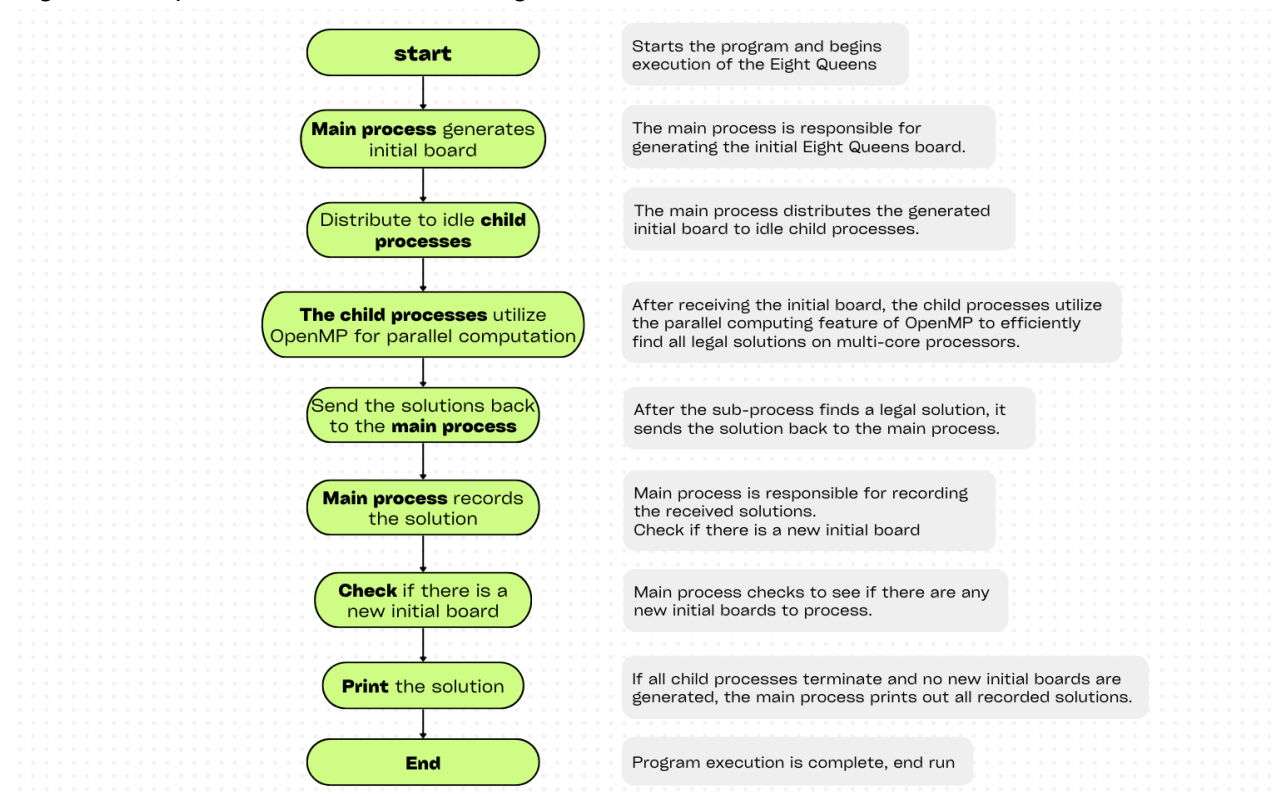 start
Starts the program and begins
execution of the Eight Queens
Main process generates
initial board
The main process is responsible for
generating the initial Eight Queens board.
Distribute to idle child
processes
The main process distributes the generated
initial board to idle child processes.
The child processes utilize
OpenMP for parallel computation
After receiving the initial board, the child processes utilize
the parallel computing feature of OpenMP to efficiently
find all legal solutions on multi-core processors.
Send the solutions back
to the main process
After the sub-process finds a legal solution, it
sends the solution back to the main process.
Main process records
the solution
Main process is responsible for recording
the received solutions.
Check if there is a new initial board
Check if there is a
new initial board
Main process checks to see if there are any
new initial boards to process.
Print the solution
If all child processes terminate and no new initial boards are
generated, the main process prints out all recorded solutions.
End
Program execution is complete, end run